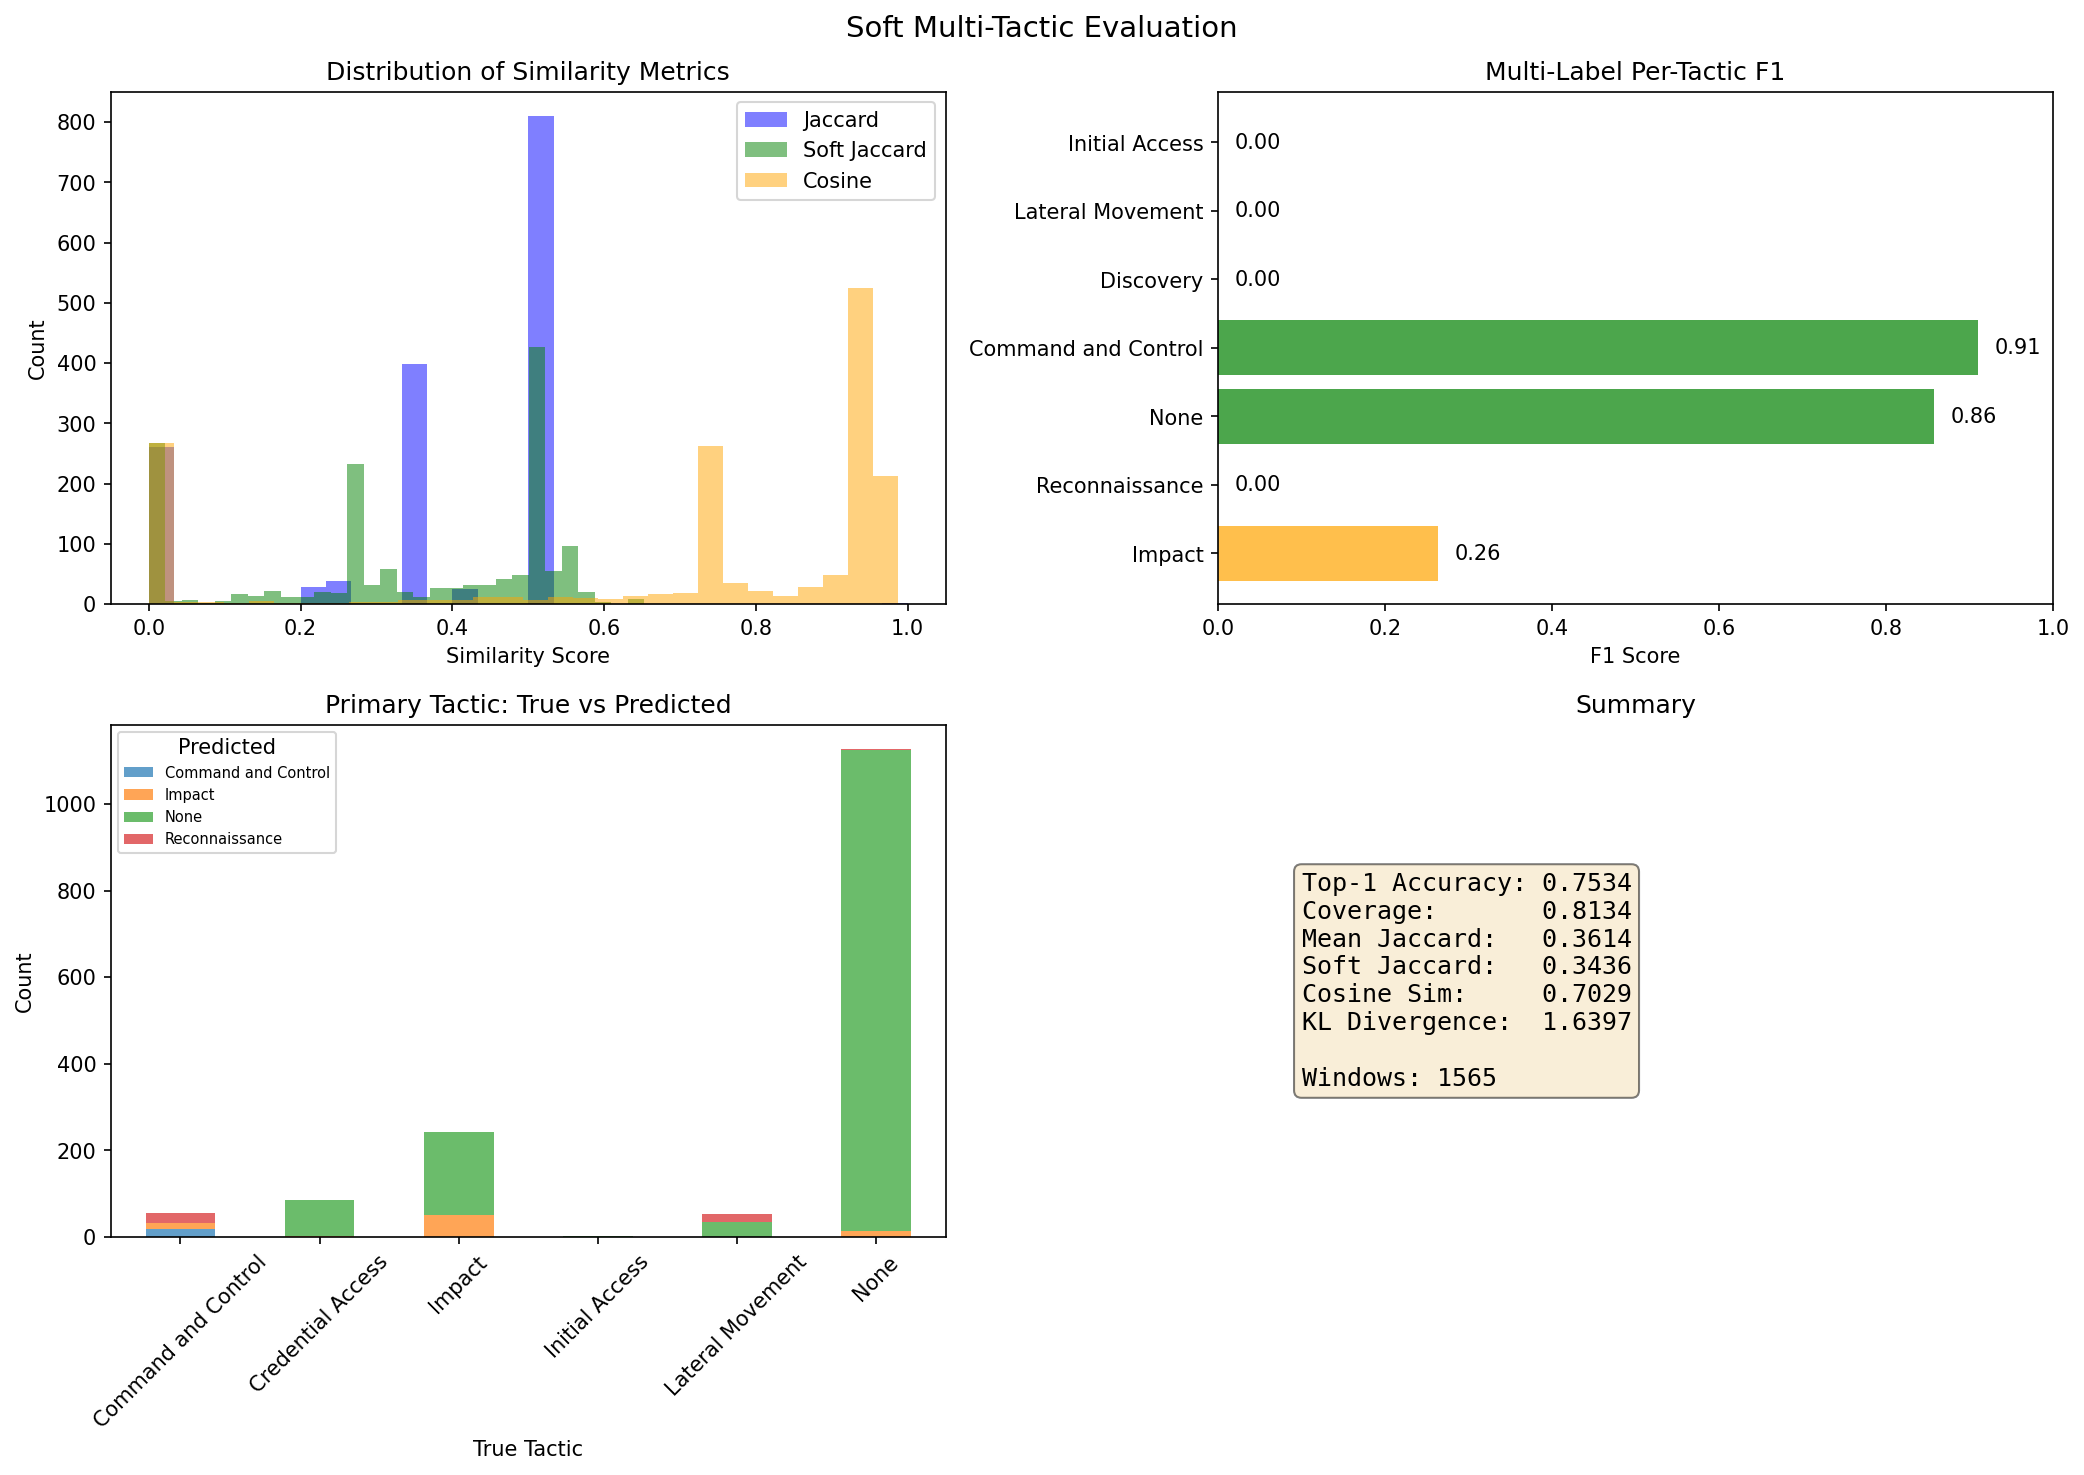 Soft Multi-Tactic Evaluation
Distribution of Similarity Metrics
Jaccard
Soft Jaccard
Cosine
800
700
600
500
400
300
200
100
0
Count
0.0 0.2 0.4 0.6 0.8 1.0
Similarity Score
Multi-Label Per-Tactic F1
Initial Access 0.00
Lateral Movement 0.00
Discovery 0.00
Command and Control 0.91
None 0.86
Reconnaissance 0.00
Impact 0.26
0.0 0.2 0.4 0.6 0.8 1.0
F1 Score
Primary Tactic: True vs Predicted
Predicted
Command and Control
Impact
None
Reconnaissance
1000
800
600
400
200
0
Count
Command and Control
Credential Access
Impact
Initial Access
Lateral Movement
None
True Tactic
Summary
Top-1 Accuracy: 0.7534
Coverage: 0.8134
Mean Jaccard: 0.3614
Soft Jaccard: 0.3436
Cosine Sim: 0.7029
KL Divergence: 1.6397
Windows: 1565